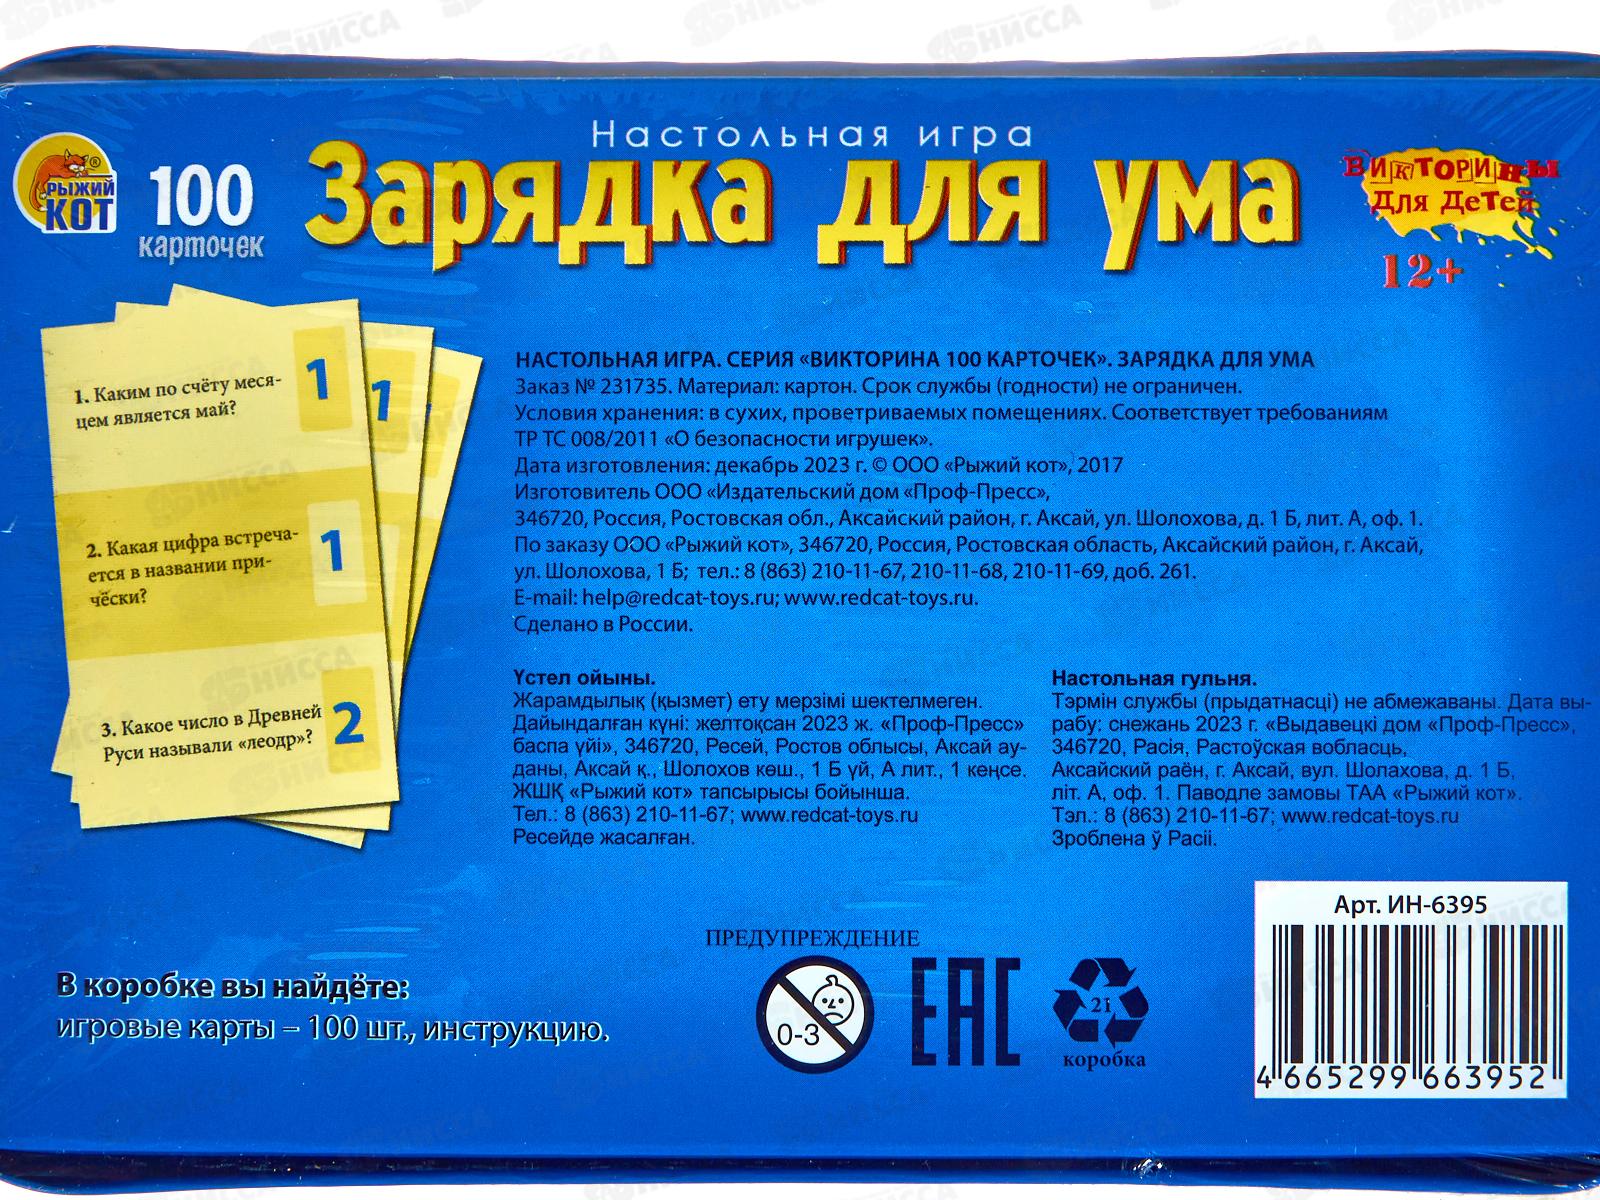 Настольная игра
РЫЖИЙ
КОТ
®
100
карточек
Зарядка для ума
Викторины
Для Детей
12+
1. Каким по счёту меся-
цем является май?
1
1
2. Какая цифра встреча-
ется в названии при-
чёски?
1
3. Какое число в Древней
Руси называли «леодр»?
2
НАСТОЛЬНАЯ ИГРА. СЕРИЯ «ВИКТОРИНА 100 КАРТОЧЕК». ЗАРЯДКА ДЛЯ УМА
Заказ № 231735. Материал: картон. Срок службы (годности) не ограничен.
Условия хранения: в сухих, проветриваемых помещениях. Соответствует требованиям
ТР ТС 008/2011 «О безопасности игрушек».
Дата изготовления: декабрь 2023 г. © ООО «Рыжий кот», 2017
Изготовитель ООО «Издательский дом «Проф-Пресс»,
346720, Россия, Ростовская обл., Аксайский район, г. Аксай, ул. Шолохова, д. 1 Б, лит. А, оф. 1.
По заказу ООО «Рыжий кот», 346720, Россия, Ростовская область, Аксайский район, г. Аксай,
ул. Шолохова, 1 Б; тел.: 8 (863) 210-11-67, 210-11-68, 210-11-69, доб. 261.
E-mail: help@redcat-toys.ru; www.redcat-toys.ru.
Сделано в России.
Үстел ойыны.
Жарамдылық (қызмет) ету мерзімі шектелмеген.
Дайындалған күні: желтоқсан 2023 ж. «Проф-Пресс»
баспа үйі», 346720, Ресей, Ростов облысы, Аксай ау-
даны, Аксай қ., Шолохов көш., 1 Б үй, А лит., 1 кеңсе.
ЖШҚ «Рыжий кот» тапсырысы бойынша.
Тел.: 8 (863) 210-11-67; www.redcat-toys.ru
Ресейде жасалған.
Настольная гульня.
Тэрмін службы (прыдатнасці) не абмежаваны. Дата вы-
рабу: снежань 2023 г. «Выдавецкі дом «Проф-Пресс»,
346720, Расія, Растоўская вобласць,
Аксайский раён, г. Аксай, вул. Шолахова, д. 1 Б,
літ. А, оф. 1. Паводле замовы ТАА «Рыжий кот».
Тэл.: 8 (863) 210-11-67; www.redcat-toys.ru
Зроблена ў Расіі.
Арт. ИН-6395
4 665299 663952
ПРЕДУПРЕЖДЕНИЕ
0-3
EAC
21
коробка
В коробке вы найдёте:
игровые карты – 100 шт., инструкцию.